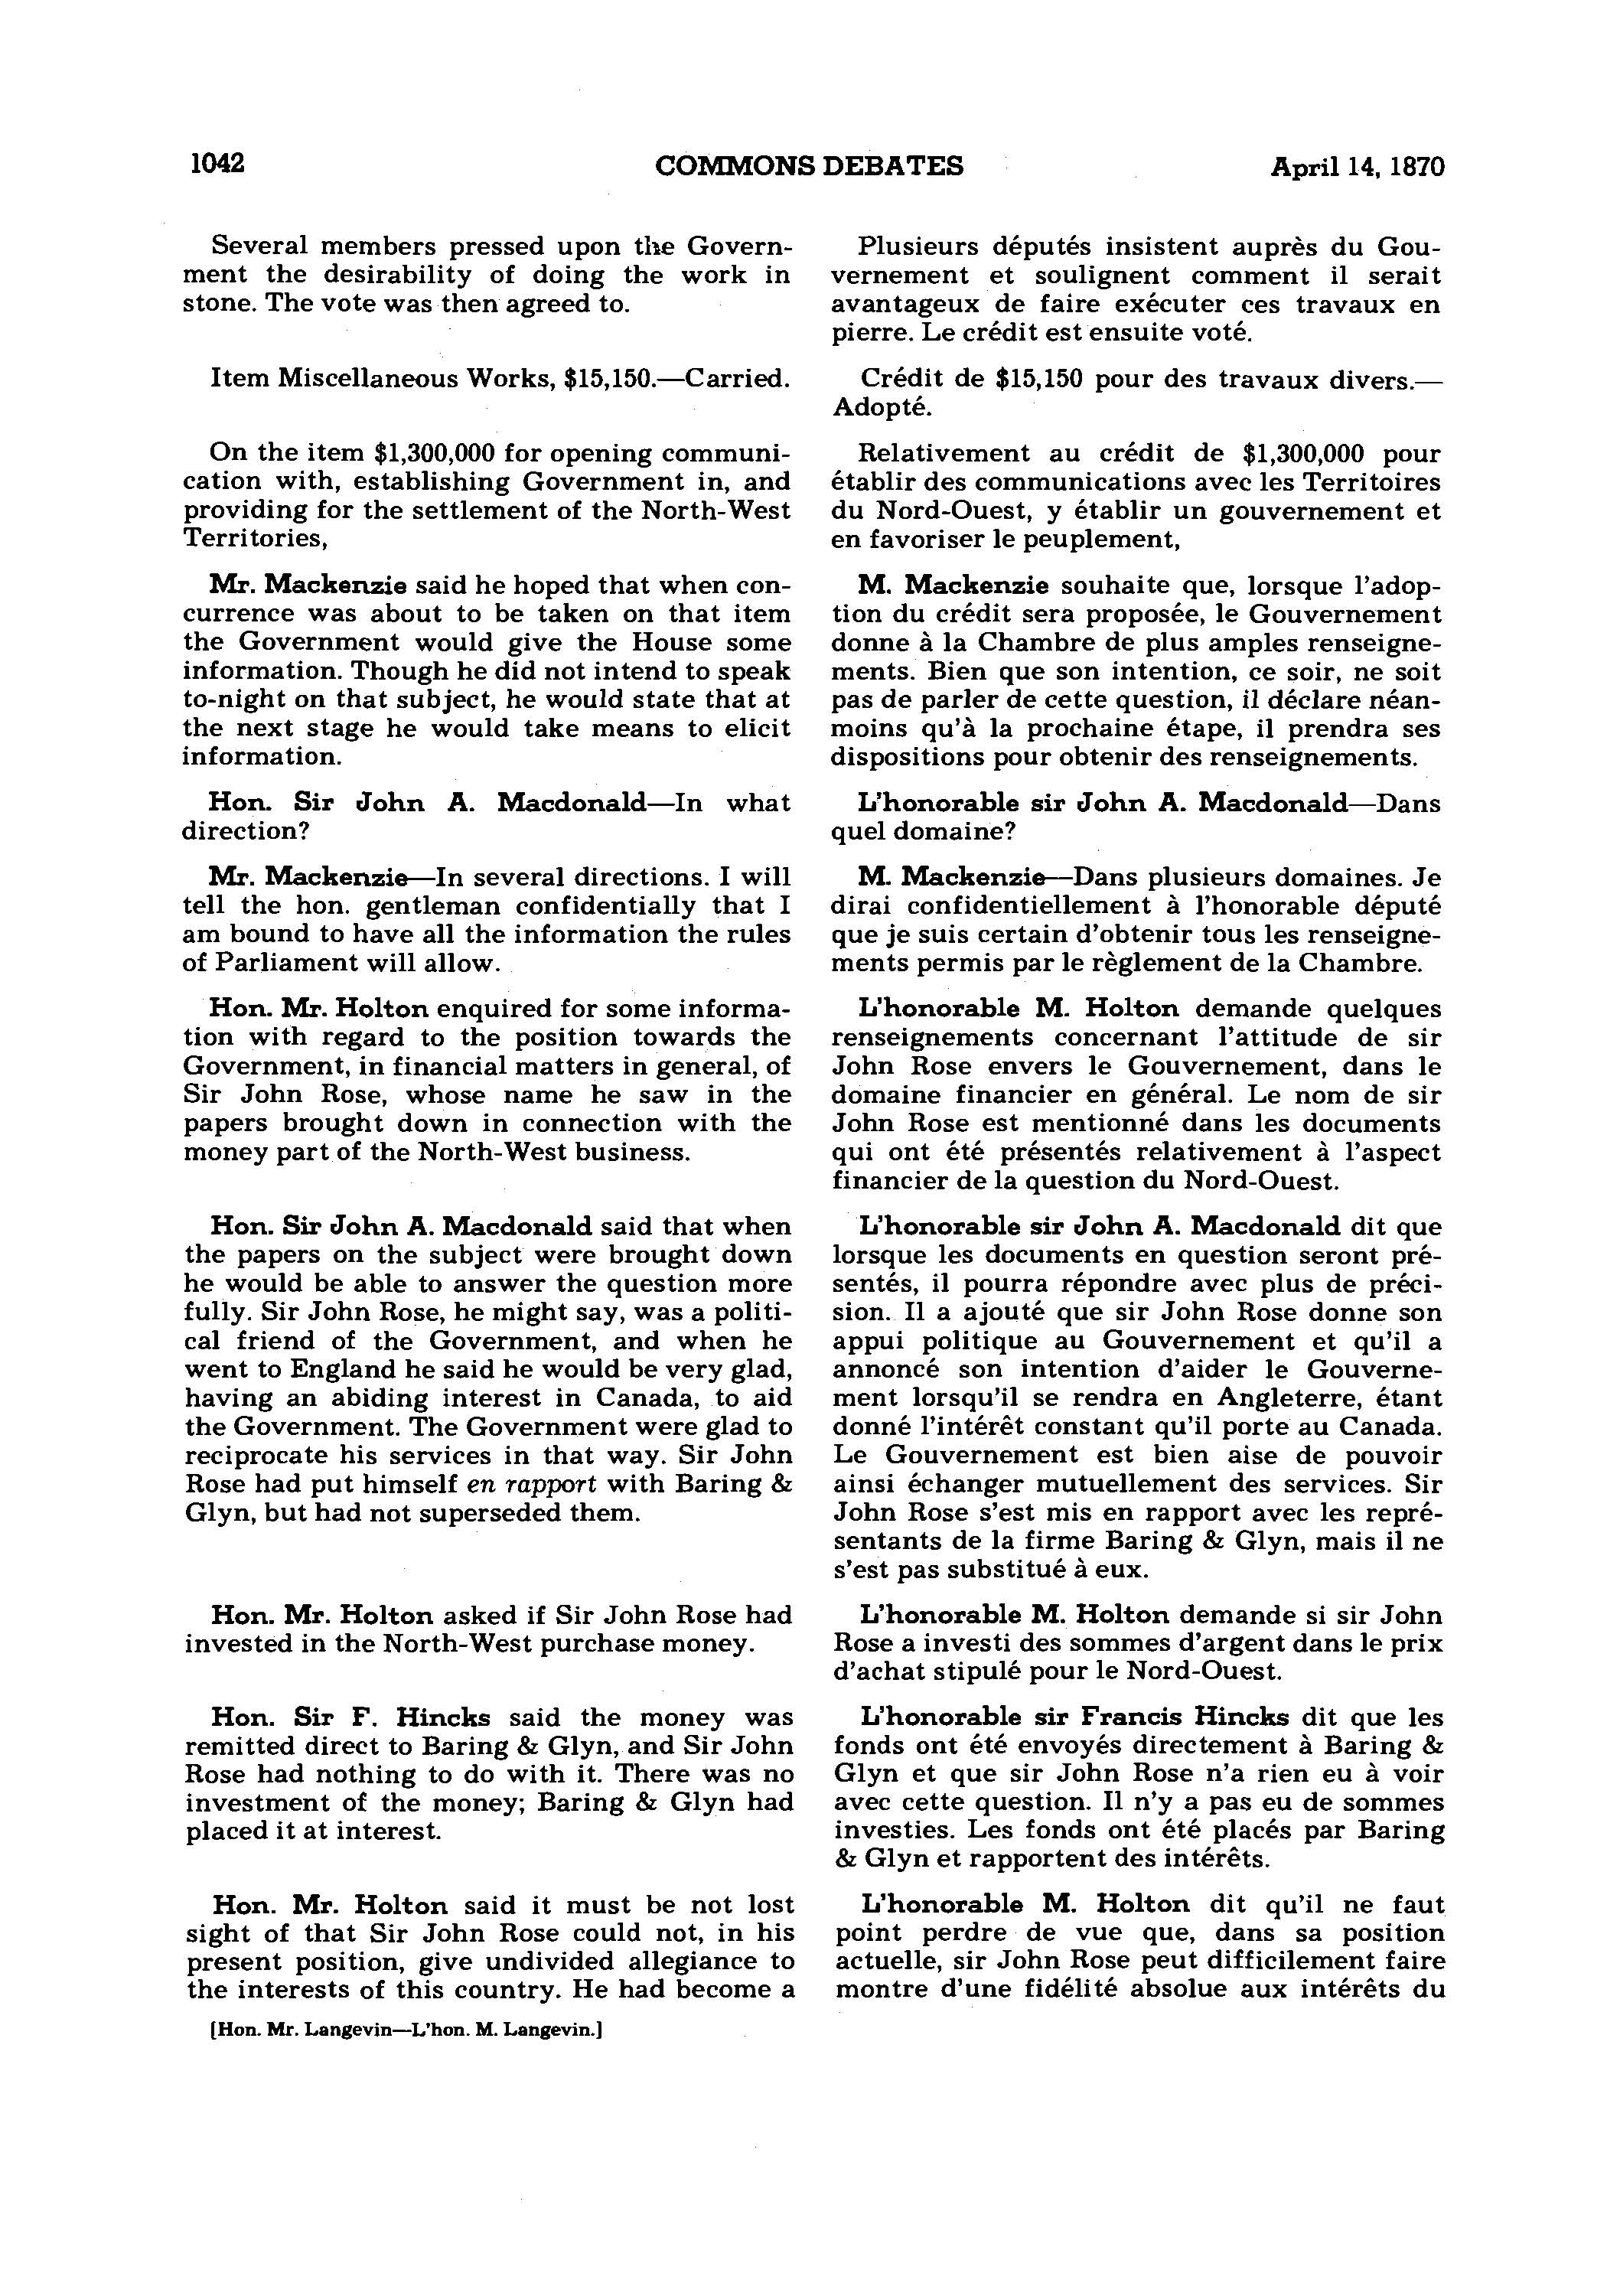 1042
COMMONS DEBATES
April 14, 1870
Several members pressed upon the Govern-
ment the desirability of doing the work in
stone. The vote was then agreed to.
Item Miscellaneous Works, $15,150.—Carried.
On the item $1,300,000 for opening communi-
cation with, establishing Government in, and
providing for the settlement of the North-West
Territories,
Mr. Mackenzie said he hoped that when con-
currence was about to be taken on that item
the Government would give the House some
information. Though he did not intend to speak
to-night on that subject, he would state that at
the next stage he would take means to elicit
information.
Hon. Sir John A. Macdonald—In what
direction?
Mr. Mackenzie—In several directions. I will
tell the hon. gentleman confidentially that I
am bound to have all the information the rules
of Parliament will allow.
Hon. Mr. Holton enquired for some informa-
tion with regard to the position towards the
Government, in financial matters in general, of
Sir John Rose, whose name he saw in the
papers brought down in connection with the
money part of the North-West business.
Hon. Sir John A. Macdonald said that when
the papers on the subject were brought down
he would be able to answer the question more
fully. Sir John Rose, he might say, was a politi-
cal friend of the Government, and when he
went to England he said he would be very glad,
having an abiding interest in Canada, to aid
the Government. The Government were glad to
reciprocate his services in that way. Sir John
Rose had put himself en rapport with Baring &
Glyn, but had not superseded them.
Hon. Mr. Holton asked if Sir John Rose had
invested in the North-West purchase money.
Hon. Sir F. Hincks said the money was
remitted direct to Baring & Glyn, and Sir John
Rose had nothing to do with it. There was no
investment of the money; Baring & Glyn had
placed it at interest.
Hon. Mr. Holton said it must be not lost
sight of that Sir John Rose could not, in his
present position, give undivided allegiance to
the interests of this country. He had become a
Plusieurs députés insistent auprès du Gou-
vernement et soulignent comment il serait
avantageux de faire exécuter ces travaux en
pierre. Le crédit est ensuite voté.
Crédit de $15,150 pour des travaux divers.—
Adopté.
Relativement au crédit de $1,300,000 pour
établir des communications avec les Territoires
du Nord-Ouest, y établir un gouvernement et
en favoriser le peuplement,
M. Mackenzie souhaite que, lorsque l'adop-
tion du crédit sera proposée, le Gouvernement
donne à la Chambre de plus amples renseigne-
ments. Bien que son intention, ce soir, ne soit
pas de parler de cette question, il déclare néan-
moins qu'à la prochaine étape, il prendra ses
dispositions pour obtenir des renseignements.
L'honorable sir John A. Macdonald—Dans
quel domaine?
M. Mackenzie—Dans plusieurs domaines. Je
dirai confidentiellement à l'honorable député
que je suis certain d'obtenir tous les renseigne-
ments permis par le règlement de la Chambre.
L'honorable M. Holton demande quelques
renseignements concernant l'attitude de sir
John Rose envers le Gouvernement, dans le
domaine financier en général. Le nom de sir
John Rose est mentionné dans les documents
qui ont été présentés relativement à l'aspect
financier de la question du Nord-Ouest.
L'honorable sir John A. Macdonald dit que
lorsque les documents en question seront pré-
sentés, il pourra répondre avec plus de préci-
sion. Il a ajouté que sir John Rose donne son
appui politique au Gouvernement et qu'il a
annoncé son intention d'aider le Gouverne-
ment lorsqu'il se rendra en Angleterre, étant
donné l'intérêt constant qu'il porte au Canada.
Le Gouvernement est bien aise de pouvoir
ainsi échanger mutuellement des services. Sir
John Rose s'est mis en rapport avec les repré-
sentants de la firme Baring & Glyn, mais il ne
s'est pas substitué à eux.
L'honorable M. Holton demande si sir John
Rose a investi des sommes d'argent dans le prix
d'achat stipulé pour le Nord-Ouest.
L'honorable sir Francis Hincks dit que les
fonds ont été envoyés directement à Baring &
Glyn et que sir John Rose n'a rien eu à voir
avec cette question. Il n'y a pas eu de sommes
investies. Les fonds ont été placés par Baring
& Glyn et rapportent des intérêts.
L'honorable M. Holton dit qu'il ne faut
point perdre de vue que, dans sa position
actuelle, sir John Rose peut difficilement faire
montre d'une fidélité absolue aux intérêts du
[Hon. Mr. Langevin—L'hon. M. Langevin.]